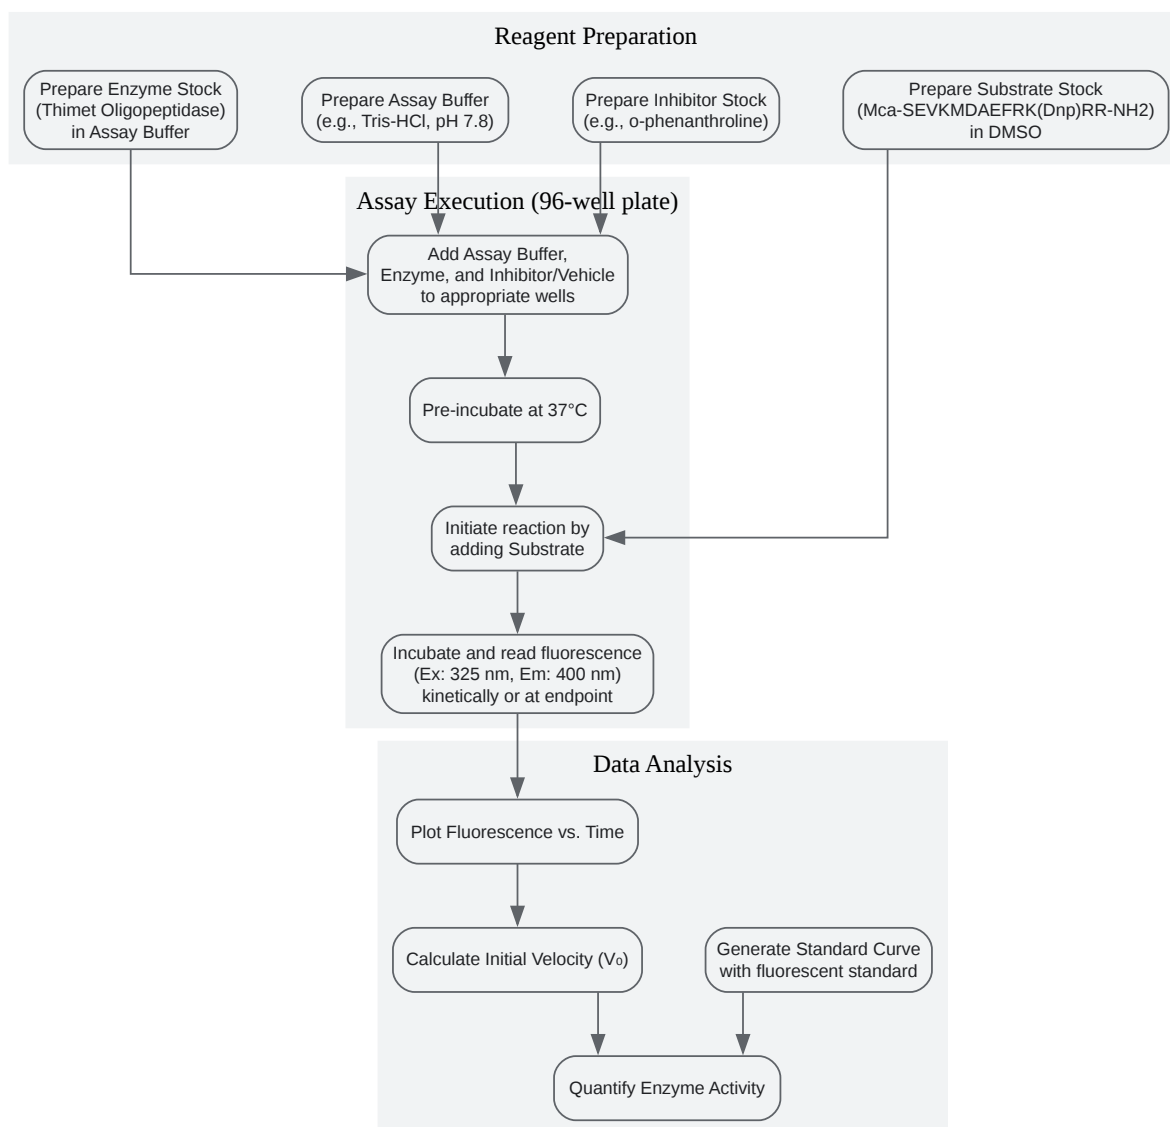 Reagent Preparation
Prepare Enzyme Stock
(Thimet Oligopeptidase)
in Assay Buffer
Prepare Assay Buffer
(e.g., Tris-HCl, pH 7.8)
Prepare Inhibitor Stock
(e.g., o-phenanthroline)
Prepare Substrate Stock
(Mca-SEVKMDAEFRK(Dnp)RR-NH2)
in DMSO
Assay Execution (96-well plate)
Add Assay Buffer,
Enzyme, and Inhibitor/Vehicle
to appropriate wells
Pre-incubate at 37°C
Initiate reaction by
adding Substrate
Incubate and read fluorescence
(Ex: 325 nm, Em: 400 nm)
kinetically or at endpoint
Data Analysis
Plot Fluorescence vs. Time
Calculate Initial Velocity (V₀)
Generate Standard Curve
with fluorescent standard
Quantify Enzyme Activity